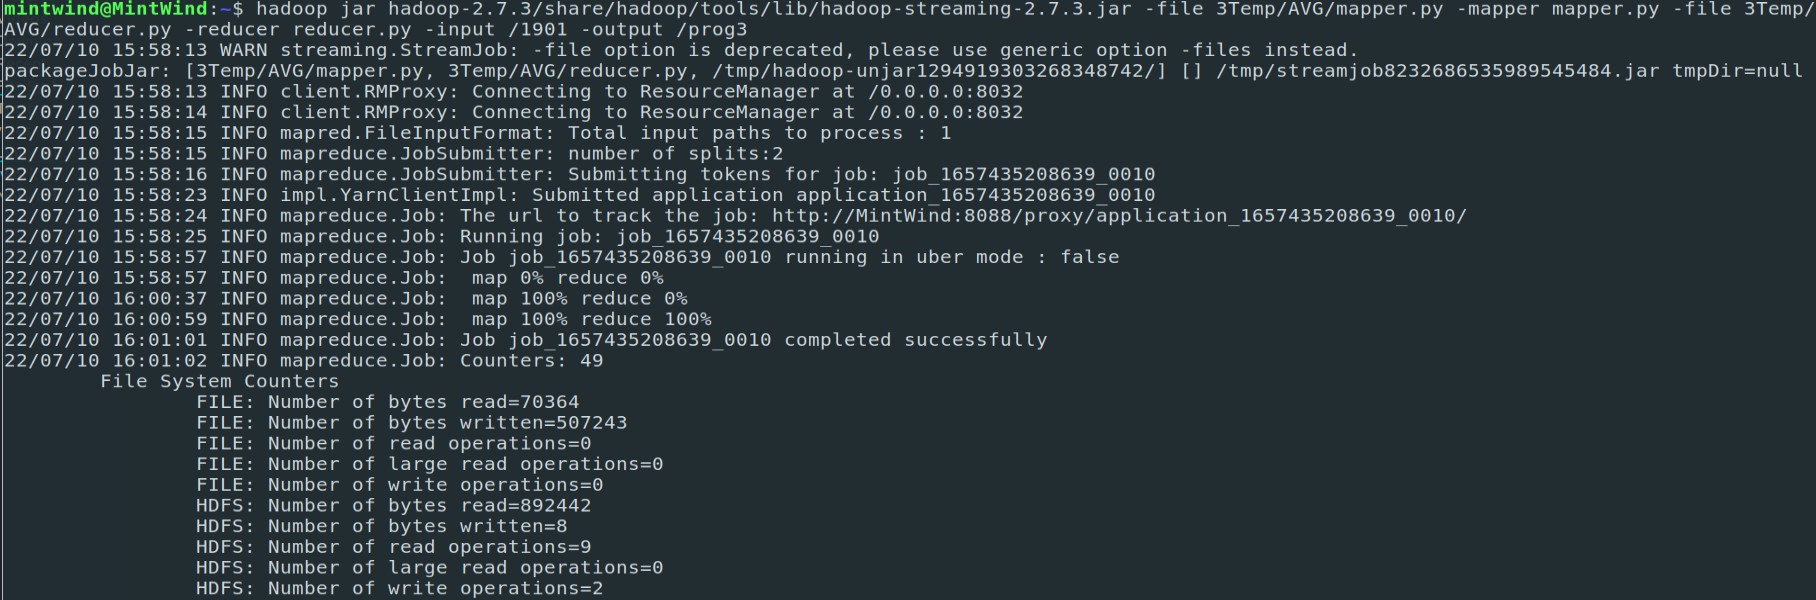 mintwind@MintWind:~$ hadoop jar hadoop-2.7.3/share/hadoop/tools/lib/hadoop-streaming-2.7.3.jar -file 3Temp/AVG/mapper.py -mapper mapper.py -file 3Temp/
AVG/reducer.py -reducer reducer.py -input /1901 -output /prog3
22/07/10 15:58:13 WARN streaming.StreamJob: -file option is deprecated, please use generic option -files instead.
packageJobJar: [3Temp/AVG/mapper.py, 3Temp/AVG/reducer.py, /tmp/hadoop-unjar1294919303268348742/] [] /tmp/streamjob8232686535989545484.jar tmpDir=null
22/07/10 15:58:13 INFO client.RMProxy: Connecting to ResourceManager at /0.0.0.0:8032
22/07/10 15:58:14 INFO client.RMProxy: Connecting to ResourceManager at /0.0.0.0:8032
22/07/10 15:58:15 INFO mapred.FileInputFormat: Total input paths to process : 1
22/07/10 15:58:15 INFO mapreduce.JobSubmitter: number of splits:2
22/07/10 15:58:16 INFO mapreduce.JobSubmitter: Submitting tokens for job: job_1657435208639_0010
22/07/10 15:58:23 INFO impl.YarnClientImpl: Submitted application application_1657435208639_0010
22/07/10 15:58:24 INFO mapreduce.Job: The url to track the job: http://MintWind:8088/proxy/application_1657435208639_0010/
22/07/10 15:58:25 INFO mapreduce.Job: Running job: job_1657435208639_0010
22/07/10 15:58:57 INFO mapreduce.Job: Job job_1657435208639_0010 running in uber mode : false
22/07/10 15:58:57 INFO mapreduce.Job:  map 0% reduce 0%
22/07/10 16:00:37 INFO mapreduce.Job:  map 100% reduce 0%
22/07/10 16:00:59 INFO mapreduce.Job:  map 100% reduce 100%
22/07/10 16:01:01 INFO mapreduce.Job: Job job_1657435208639_0010 completed successfully
22/07/10 16:01:02 INFO mapreduce.Job: Counters: 49
File System Counters
FILE: Number of bytes read=70364
FILE: Number of bytes written=507243
FILE: Number of read operations=0
FILE: Number of large read operations=0
FILE: Number of write operations=0
HDFS: Number of bytes read=892442
HDFS: Number of bytes written=8
HDFS: Number of read operations=9
HDFS: Number of large read operations=0
HDFS: Number of write operations=2